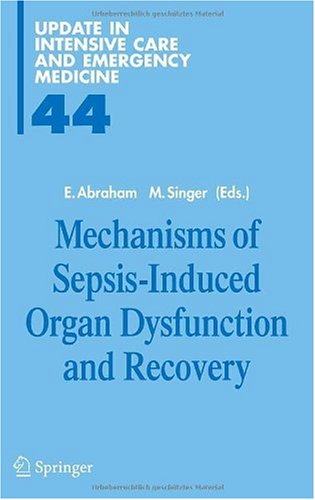 Urheberrechtlich geschütztes Material
UPDATE IN
INTENSIVE CARE
AND EMERGENCY
MEDICINE
44
E. Abraham M. Singer (Eds.)
Mechanisms of
Sepsis-Induced
Organ Dysfunction
and Recovery
Springer
Urheberrechtlich geschütztes Material